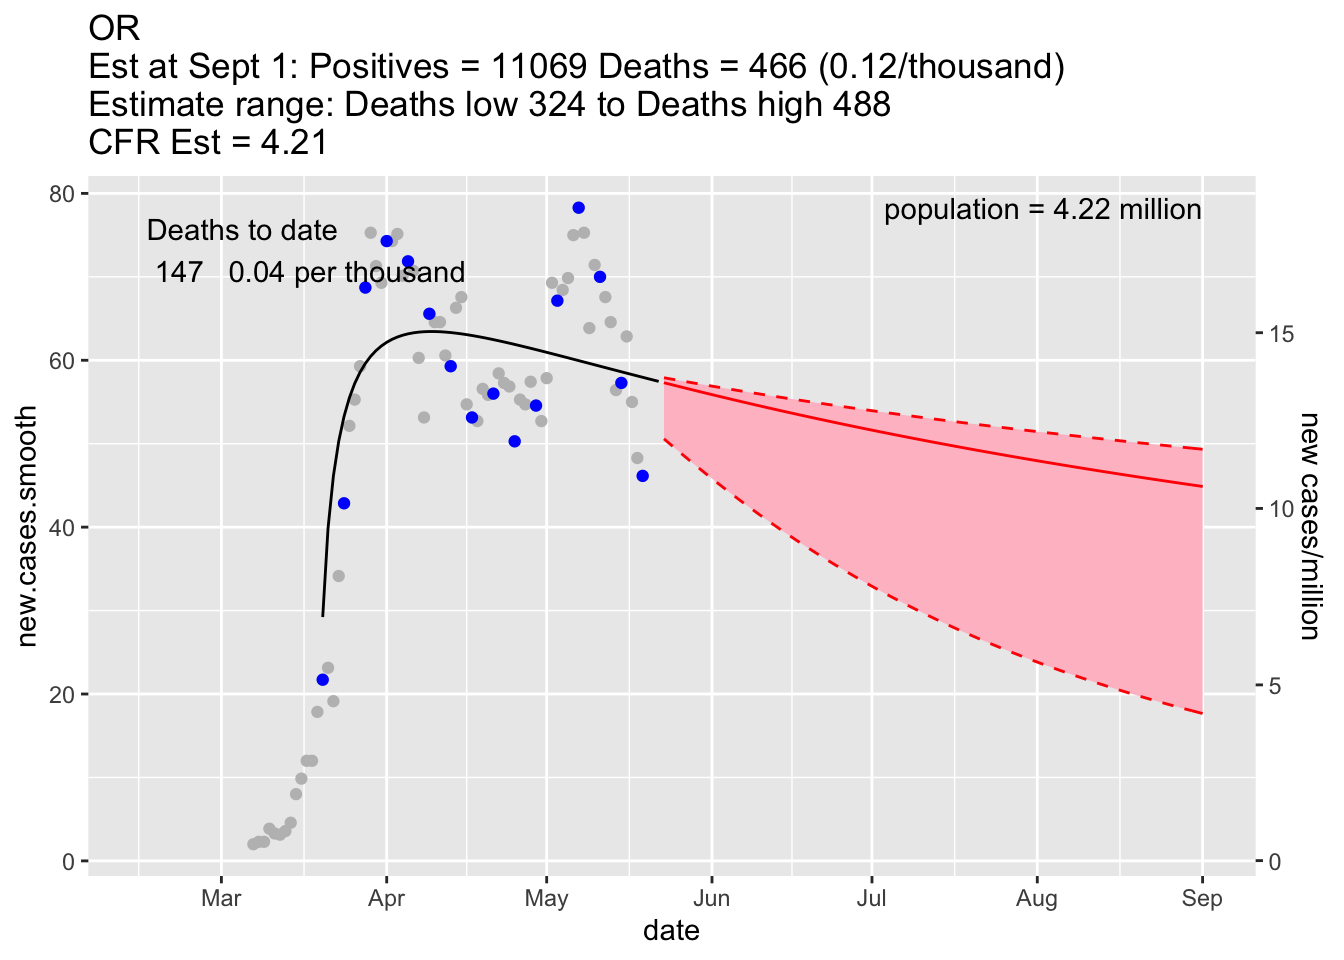 OR
Est at Sept 1: Positives = 11069 Deaths = 466 (0.12/thousand)
Estimate range: Deaths low 324 to Deaths high 488
CFR Est = 4.21
80
60
40
20
0
new.cases.smooth
Deaths to date
147 0.04 per thousand
population = 4.22 million
15
10
5
0
new cases/million
Mar Apr May Jun Jul Aug Sep
date